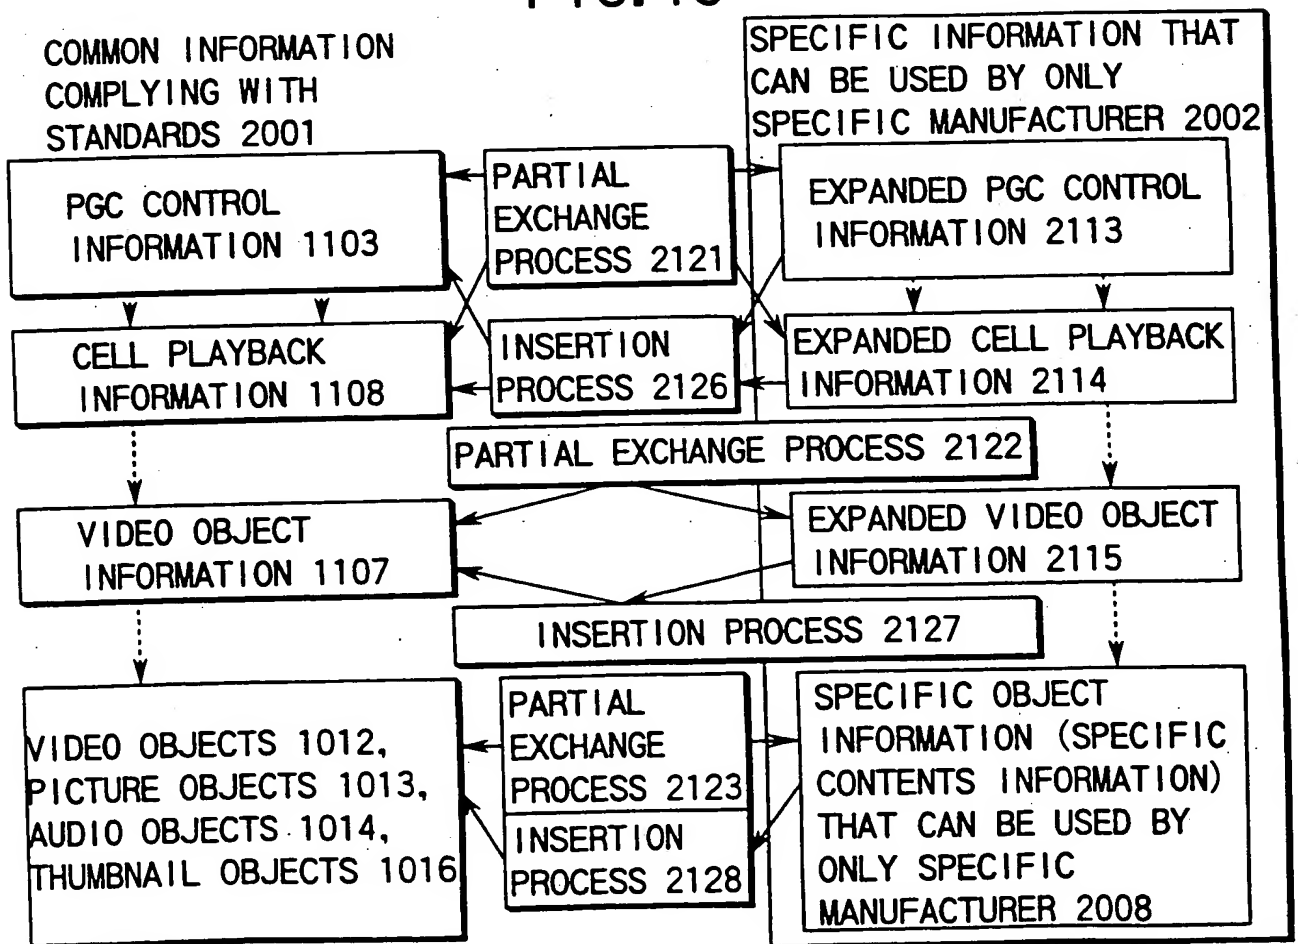 COMMON INFORMATION
COMPLYING WITH
STANDARDS 2001
SPECIFIC INFORMATION THAT
CAN BE USED BY ONLY
SPECIFIC MANUFACTURER 2002
PGC CONTROL
INFORMATION 1103
PARTIAL
EXCHANGE
PROCESS 2121
EXPANDED PGC CONTROL
INFORMATION 2113
CELL PLAYBACK
INFORMATION 1108
INSERTION
PROCESS 2126
EXPANDED CELL PLAYBACK
INFORMATION 2114
PARTIAL EXCHANGE PROCESS 2122
VIDEO OBJECT
INFORMATION 1107
EXPANDED VIDEO OBJECT
INFORMATION 2115
INSERTION PROCESS 2127
VIDEO OBJECTS 1012,
PICTURE OBJECTS 1013,
AUDIO OBJECTS 1014,
THUMBNAIL OBJECTS 1016
PARTIAL
EXCHANGE
PROCESS 2123
INSERTION
PROCESS 2128
SPECIFIC OBJECT
INFORMATION (SPECIFIC
CONTENTS INFORMATION)
THAT CAN BE USED BY
ONLY SPECIFIC
MANUFACTURER 2008